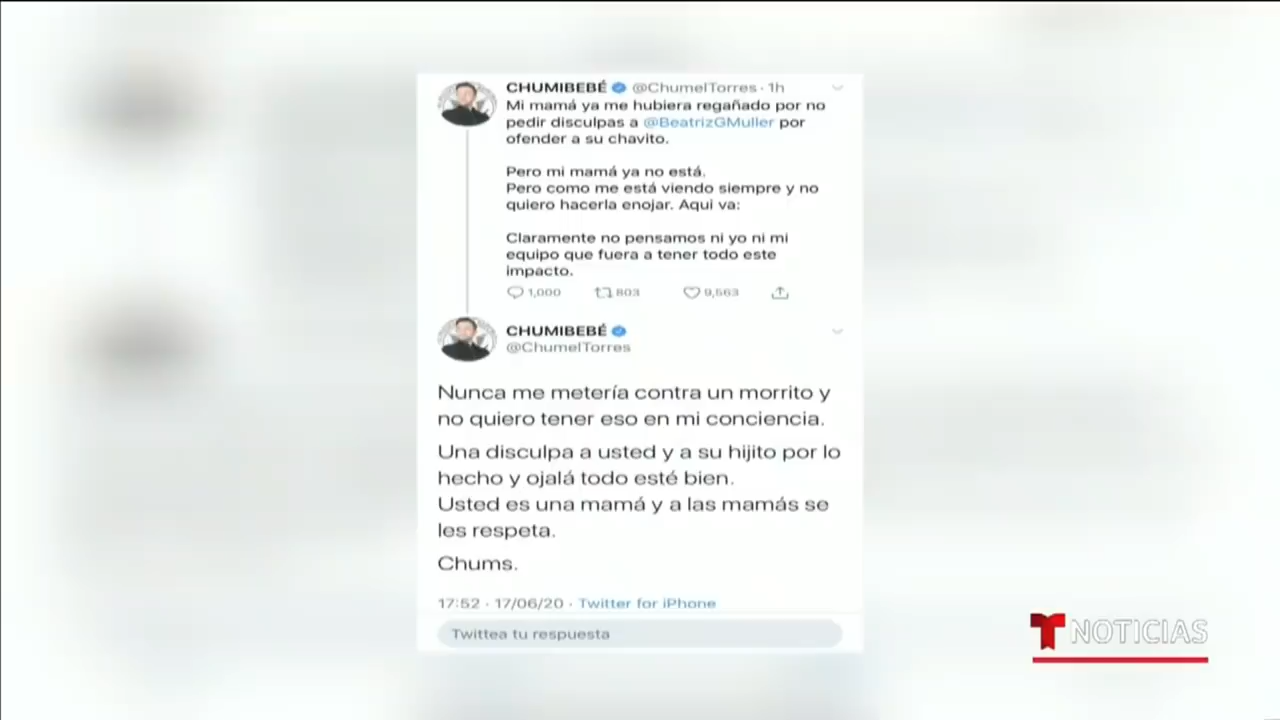 CHUMIBEBÉ @ChumelTorres · 1h
Mi mamá ya me hubiera regañado por no
pedir disculpas a @BeatrizGMuller por
ofender a su chavito.
Pero mi mamá ya no está.
Pero como me está viendo siempre y no
quiero hacerla enojar. Aqui va:
Claramente no pensamos ni yo ni mi
equipo que fuera a tener todo este
impacto.
1,000 803 9,563
CHUMIBEBÉ
@ChumelTorres
Nunca me metería contra un morrito y
no quiero tener eso en mi conciencia.
Una disculpa a usted y a su hijito por lo
hecho y ojalá todo esté bien.
Usted es una mamá y a las mamás se
les respeta.
Chums.
17:52 · 17/06/20 · Twitter for iPhone
Twittea tu respuesta
T NOTICIAS